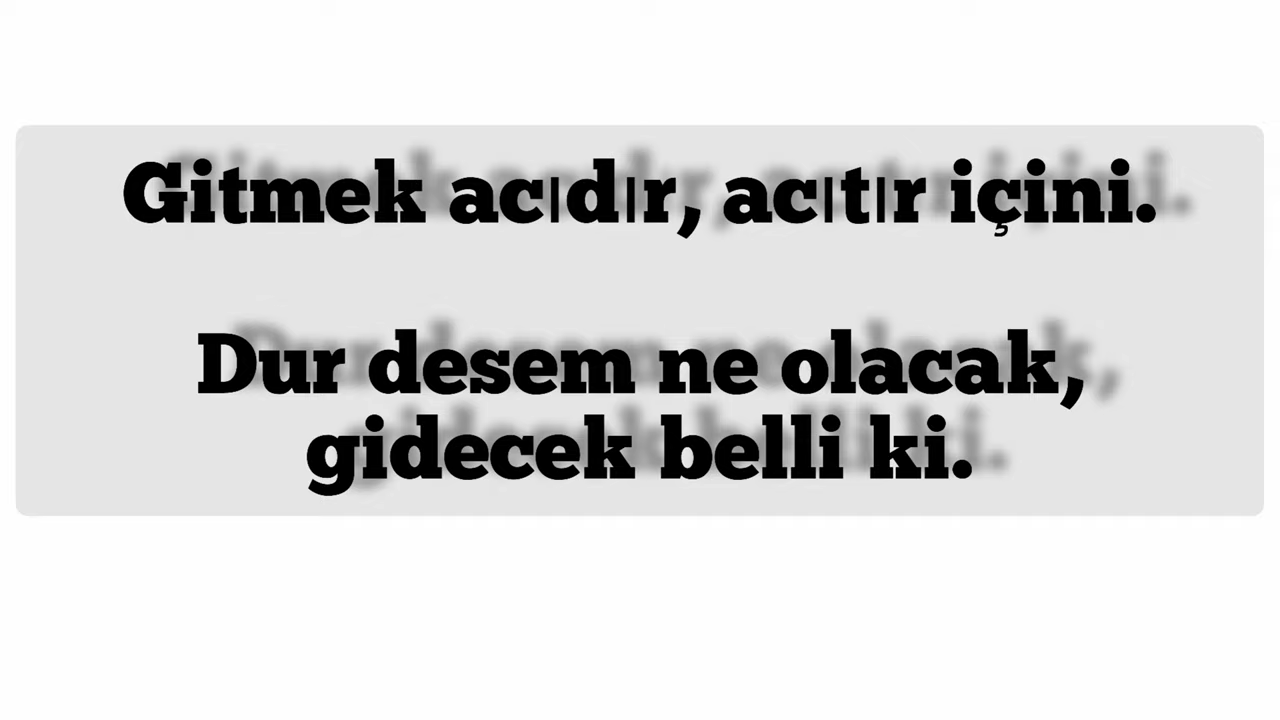 Gitmek acıdır, acıtır içini.
Dur desem ne olacak,
gidecek belli ki.